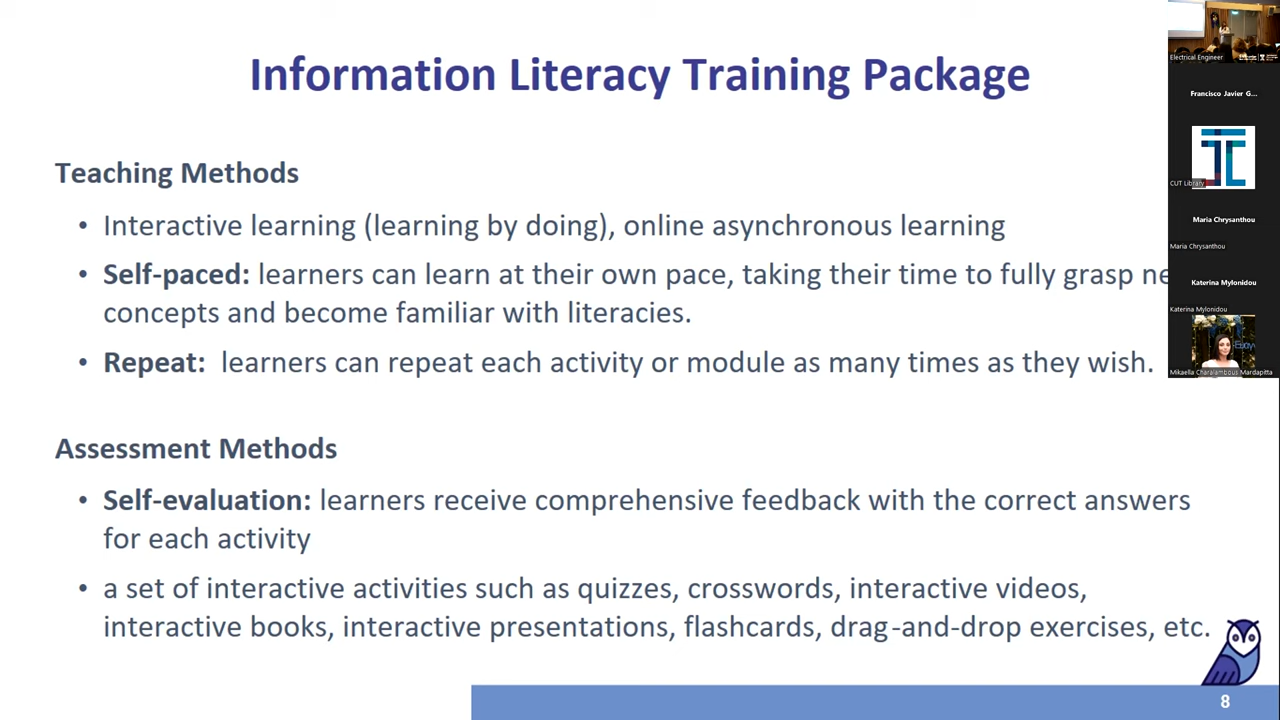 Information Literacy Training Package
Teaching Methods
• Interactive learning (learning by doing), online asynchronous learning
• Self-paced: learners can learn at their own pace, taking their time to fully grasp ne
concepts and become familiar with literacies.
• Repeat: learners can repeat each activity or module as many times as they wish.
Assessment Methods
• Self-evaluation: learners receive comprehensive feedback with the correct answers
for each activity
• a set of interactive activities such as quizzes, crosswords, interactive videos,
interactive books, interactive presentations, flashcards, drag-and-drop exercises, etc.
8
Electrical Engineer
Francisco Javier G...
CUT Library
Maria Chrysanthou
Maria Chrysanthou
Katerina Mylonidou
Katerina Mylonidou
Mikaella Charalambous Mardapitta